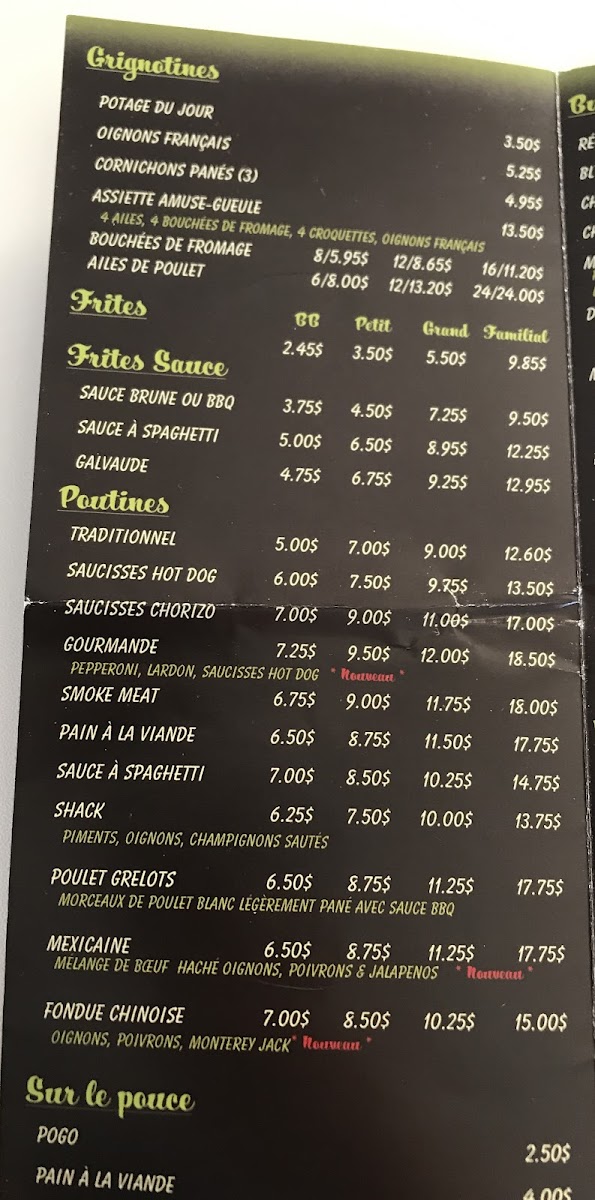 Grignotines
POTAGE DU JOUR 3.50$
OIGNONS FRANÇAIS 5.25$
CORNICHONS PANÉS (3) 4.95$
ASSIETTE AMUSE-GUEULE 13.50$
4 AILES, 4 BOUCHÉES DE FROMAGE, 4 CROQUETTES, OIGNONS FRANÇAIS
BOUCHÉES DE FROMAGE 8/5.95$ 12/8.65$ 16/11.20$
AILES DE POULET 6/8.00$ 12/13.20$ 24/24.00$
Frites BB Petit Grand Familial
2.45$ 3.50$ 5.50$ 9.85$
Frites Sauce
SAUCE BRUNE OU BBQ 3.75$ 4.50$ 7.25$ 9.50$
SAUCE À SPAGHETTI 5.00$ 6.50$ 8.95$ 12.25$
GALVAUDE 4.75$ 6.75$ 9.25$ 12.95$
Poutines
TRADITIONNEL 5.00$ 7.00$ 9.00$ 12.60$
SAUCISSES HOT DOG 6.00$ 7.50$ 9.75$ 13.50$
SAUCISSES CHORIZO 7.00$ 9.00$ 11.00$ 17.00$
GOURMANDE 7.25$ 9.50$ 12.00$ 18.50$
PEPPERONI, LARDON, SAUCISSES HOT DOG * Nouveau *
SMOKE MEAT 6.75$ 9.00$ 11.75$ 18.00$
PAIN À LA VIANDE 6.50$ 8.75$ 11.50$ 17.75$
SAUCE À SPAGHETTI 7.00$ 8.50$ 10.25$ 14.75$
SHACK 6.25$ 7.50$ 10.00$ 13.75$
PIMENTS, OIGNONS, CHAMPIGNONS SAUTÉS
POULET GRELOTS 6.50$ 8.75$ 11.25$ 17.75$
MORCEAUX DE POULET BLANC LÉGÈREMENT PANÉ AVEC SAUCE BBQ
MEXICAINE 6.50$ 8.75$ 11.25$ 17.75$
MÉLANGE DE BŒUF HACHÉ OIGNONS, POIVRONS & JALAPENOS * Nouveau *
FONDUE CHINOISE 7.00$ 8.50$ 10.25$ 15.00$
OIGNONS, POIVRONS, MONTEREY JACK * Nouveau *
Sur le pouce
POGO 2.50$
PAIN À LA VIANDE 4.00$